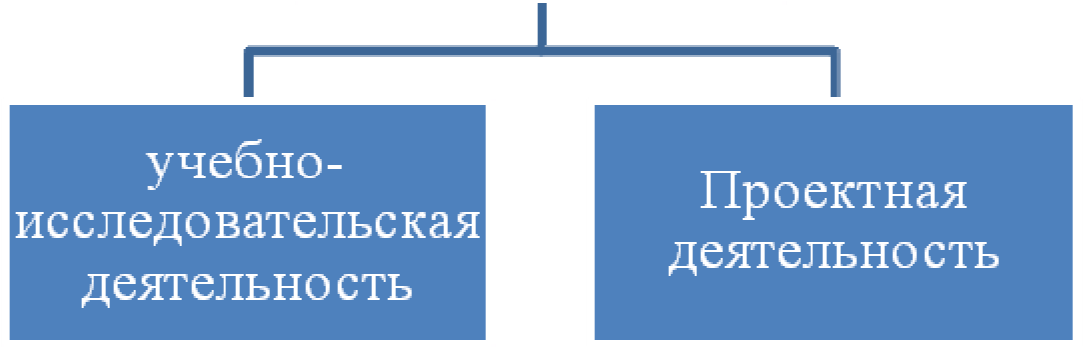 учебно-
исследовательская
деятельность
Проектная
деятельность